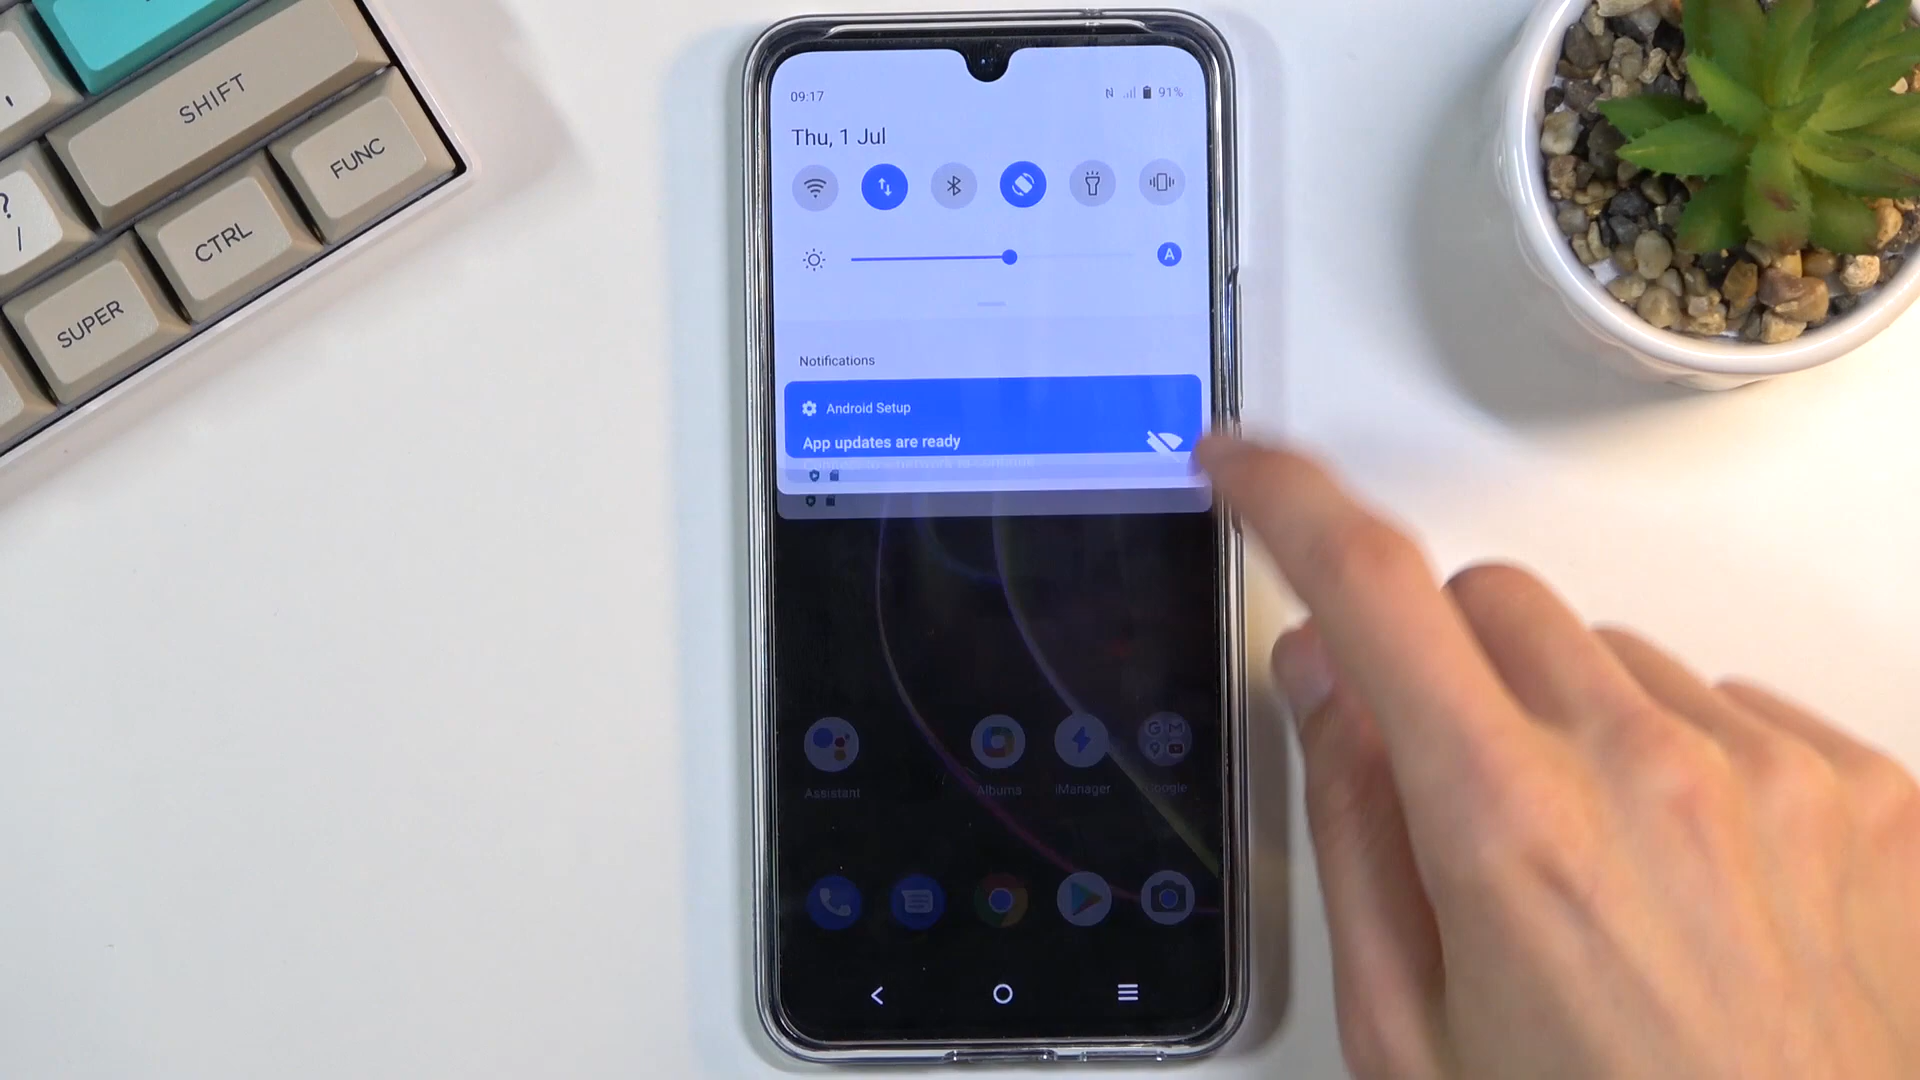 SHIFT
FUNC
CTRL
SUPER
?
/
,
09:17
91%
Thu, 1 Jul
A
Notifications
Android Setup
App updates are ready
Assistant
Albums
iManager
Google